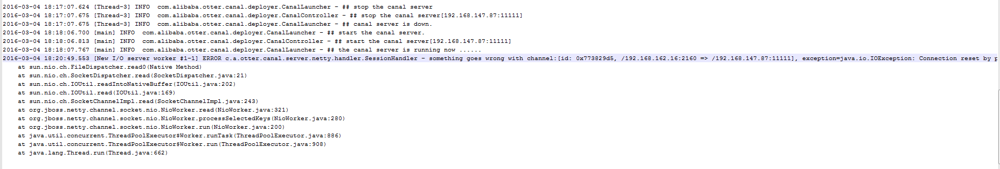 2016-03-04 18:17:07.624 [Thread-3] INFO  com.alibaba.otter.canal.deployer.CanalLauncher - ## stop the canal server
2016-03-04 18:17:07.675 [Thread-3] INFO  com.alibaba.otter.canal.deployer.CanalController - ## stop the canal server[192.168.147.87:11111]
2016-03-04 18:17:07.675 [Thread-3] INFO  com.alibaba.otter.canal.deployer.CanalLauncher - ## canal server is down.
2016-03-04 18:18:06.700 [main] INFO  com.alibaba.otter.canal.deployer.CanalLauncher - ## start the canal server.
2016-03-04 18:18:06.813 [main] INFO  com.alibaba.otter.canal.deployer.CanalController - ## start the canal server[192.168.147.87:11111]
2016-03-04 18:18:07.767 [main] INFO  com.alibaba.otter.canal.deployer.CanalLauncher - ## the canal server is running now ......
2016-03-04 18:20:49.553 [New I/O server worker #1-1] ERROR c.a.otter.canal.server.netty.handler.SessionHandler - something goes wrong with channel:[id: 0x773829d5, /192.168.162.16:2160 => /192.168.147.87:11111], exception=java.io.IOException: Connection reset by p
    at sun.nio.ch.FileDispatcher.read0(Native Method)
    at sun.nio.ch.SocketDispatcher.read(SocketDispatcher.java:21)
    at sun.nio.ch.IOUtil.readIntoNativeBuffer(IOUtil.java:202)
    at sun.nio.ch.IOUtil.read(IOUtil.java:169)
    at sun.nio.ch.SocketChannelImpl.read(SocketChannelImpl.java:243)
    at org.jboss.netty.channel.socket.nio.NioWorker.read(NioWorker.java:321)
    at org.jboss.netty.channel.socket.nio.NioWorker.processSelectedKeys(NioWorker.java:280)
    at org.jboss.netty.channel.socket.nio.NioWorker.run(NioWorker.java:200)
    at java.util.concurrent.ThreadPoolExecutor$Worker.runTask(ThreadPoolExecutor.java:886)
    at java.util.concurrent.ThreadPoolExecutor$Worker.run(ThreadPoolExecutor.java:908)
    at java.lang.Thread.run(Thread.java:662)